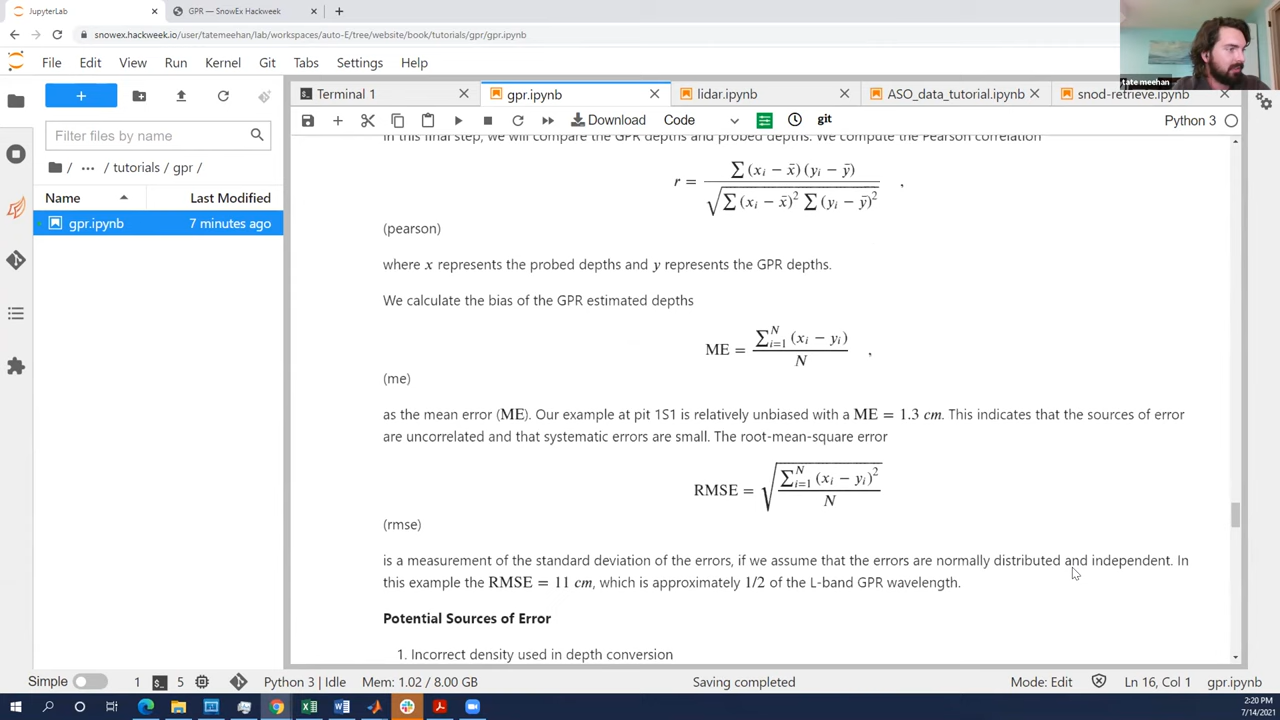 JupyterLab
GPR — SnowEx Hackweek
snowex.hackweek.io/user/tatemeehan/lab/workspaces/auto-E/tree/website/book/tutorials/gpr/gpr.ipynb
tate meehan
File Edit View Run Kernel Git Tabs Settings Help
Terminal 1 gpr.ipynb lidar.ipynb ASO_data_tutorial.ipynb snod-retrieve.ipynb
Download Code git Python 3
Filter files by name
/ ... / tutorials / gpr /
Name Last Modified
gpr.ipynb 7 minutes ago
In this final step, we will compare the GPR depths and probed depths. We compute the Pearson correlation
r = ∑ (xᵢ − x̄) (yᵢ − ȳ) / √(∑ (xᵢ − x̄)² ∑ (yᵢ − ȳ)²) ,
(pearson)
where x represents the probed depths and y represents the GPR depths.
We calculate the bias of the GPR estimated depths
ME = ∑ᴺᵢ₌₁ (xᵢ − yᵢ) / N ,
(me)
as the mean error (ME). Our example at pit 1S1 is relatively unbiased with a ME = 1.3 cm. This indicates that the sources of error
are uncorrelated and that systematic errors are small. The root-mean-square error
RMSE = √(∑ᴺᵢ₌₁ (xᵢ − yᵢ)² / N)
(rmse)
is a measurement of the standard deviation of the errors, if we assume that the errors are normally distributed and independent. In
this example the RMSE = 11 cm, which is approximately 1/2 of the L-band GPR wavelength.
Potential Sources of Error
1. Incorrect density used in depth conversion
Simple 1 5 Python 3 | Idle Mem: 1.02 / 8.00 GB Saving completed Mode: Edit Ln 16, Col 1 gpr.ipynb
2:20 PM
7/14/2021